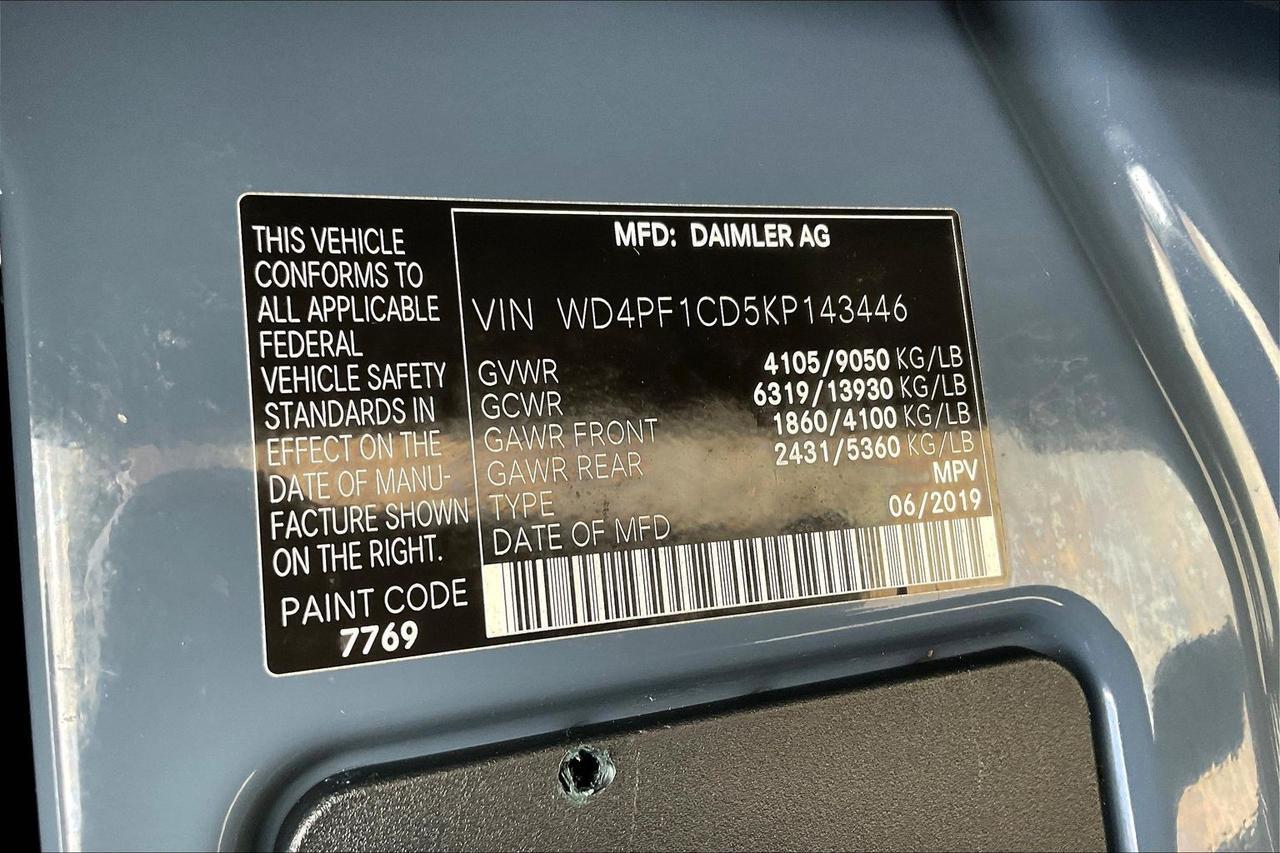 THIS VEHICLE
CONFORMS TO
ALL APPLICABLE
FEDERAL
VEHICLE SAFETY
STANDARDS IN
EFFECT ON THE
DATE OF MANU-
FACTURE SHOWN
ON THE RIGHT.
PAINT CODE
7769
MFD: DAIMLER AG
VIN WD4PF1CD5KP143446
GVWR 4105/9050 KG/LB
GCWR 6319/13930 KG/LB
GAWR FRONT 1860/4100 KG/LB
GAWR REAR 2431/5360 KG/LB
TYPE MPV
DATE OF MFD 06/2019